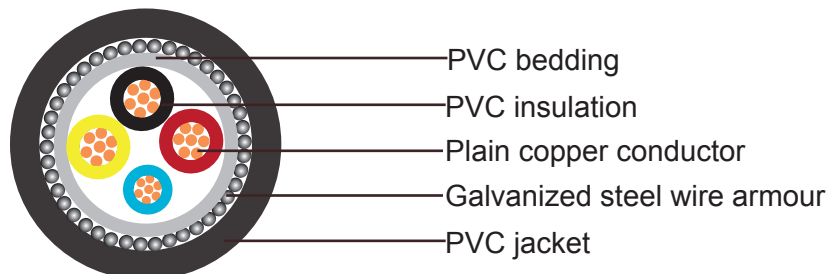 PVC bedding
PVC insulation
Plain copper conductor
Galvanized steel wire armour
PVC jacket